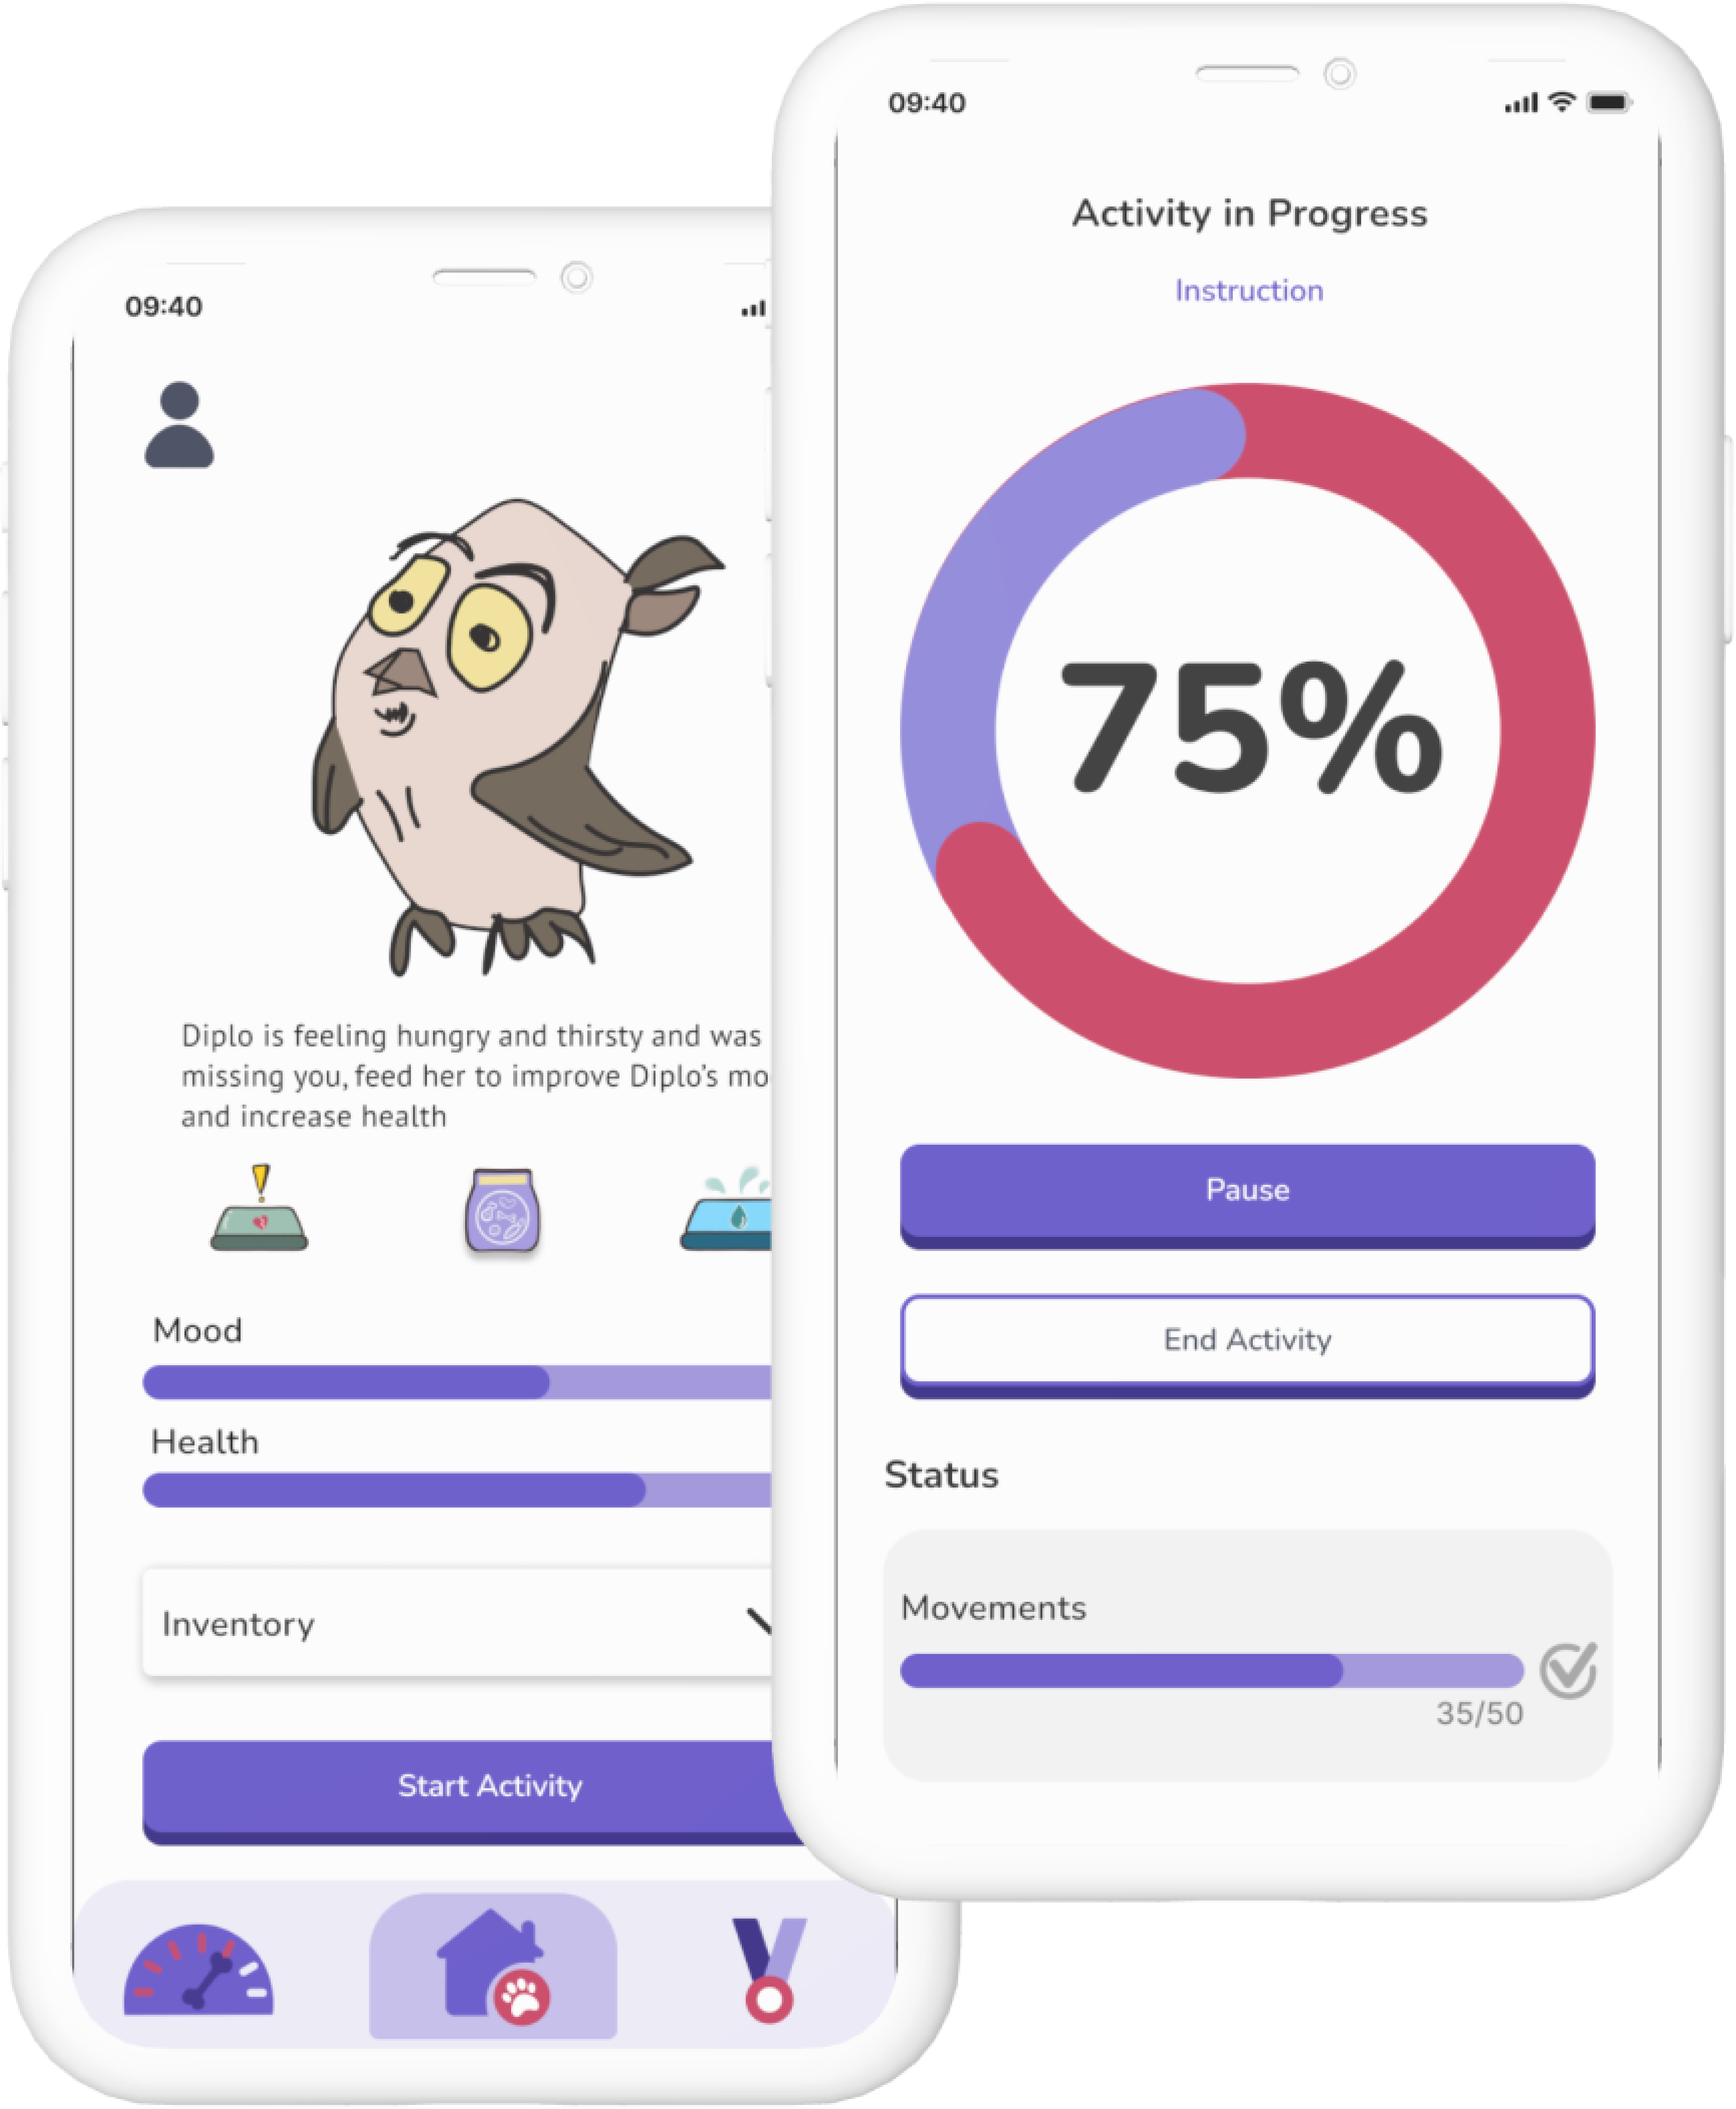 09:40
Diplo is feeling hungry and thirsty and was
missing you, feed her to improve Diplo's
and increase health
Mood
Health
Inventory
Start Activity
09:40
Activity in Progress
Instruction
75%
Pause
End Activity
Status
Movements
35/50